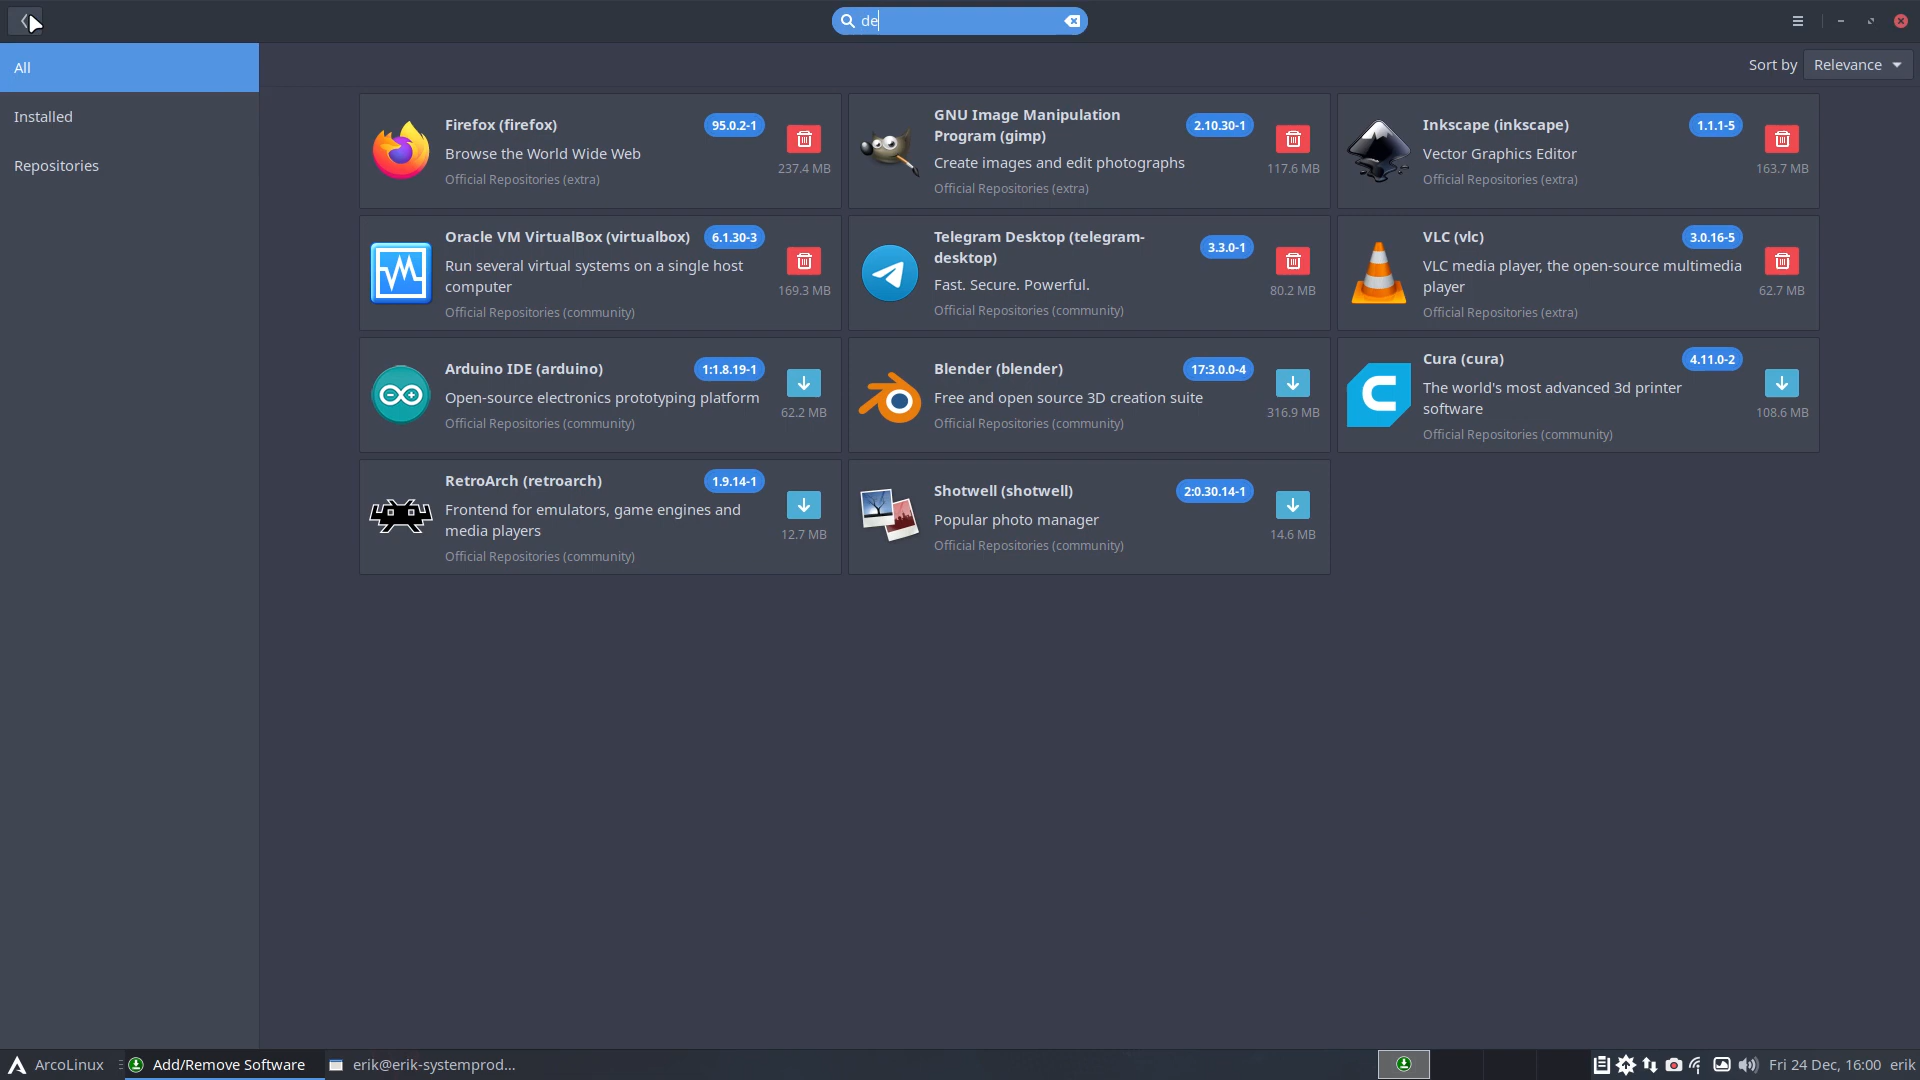 de
All
Installed
Repositories
Sort by Relevance
Firefox (firefox) 95.0.2-1
Browse the World Wide Web
Official Repositories (extra)
237.4 MB
GNU Image Manipulation
Program (gimp)
2.10.30-1
Create images and edit photographs
Official Repositories (extra)
117.6 MB
Inkscape (inkscape) 1.1.1-5
Vector Graphics Editor
Official Repositories (extra)
163.7 MB
Oracle VM VirtualBox (virtualbox) 6.1.30-3
Run several virtual systems on a single host
computer
Official Repositories (community)
169.3 MB
Telegram Desktop (telegram-
desktop)
3.3.0-1
Fast. Secure. Powerful.
Official Repositories (community)
80.2 MB
VLC (vlc) 3.0.16-5
VLC media player, the open-source multimedia
player
Official Repositories (extra)
62.7 MB
Arduino IDE (arduino) 1:1.8.19-1
Open-source electronics prototyping platform
Official Repositories (community)
62.2 MB
Blender (blender) 17:3.0.0-4
Free and open source 3D creation suite
Official Repositories (community)
316.9 MB
Cura (cura) 4.11.0-2
The world's most advanced 3d printer
software
Official Repositories (community)
108.6 MB
RetroArch (retroarch) 1.9.14-1
Frontend for emulators, game engines and
media players
Official Repositories (community)
12.7 MB
Shotwell (shotwell) 2:0.30.14-1
Popular photo manager
Official Repositories (community)
14.6 MB
ArcoLinux Add/Remove Software erik@erik-systemprod... Fri 24 Dec, 16:00 erik